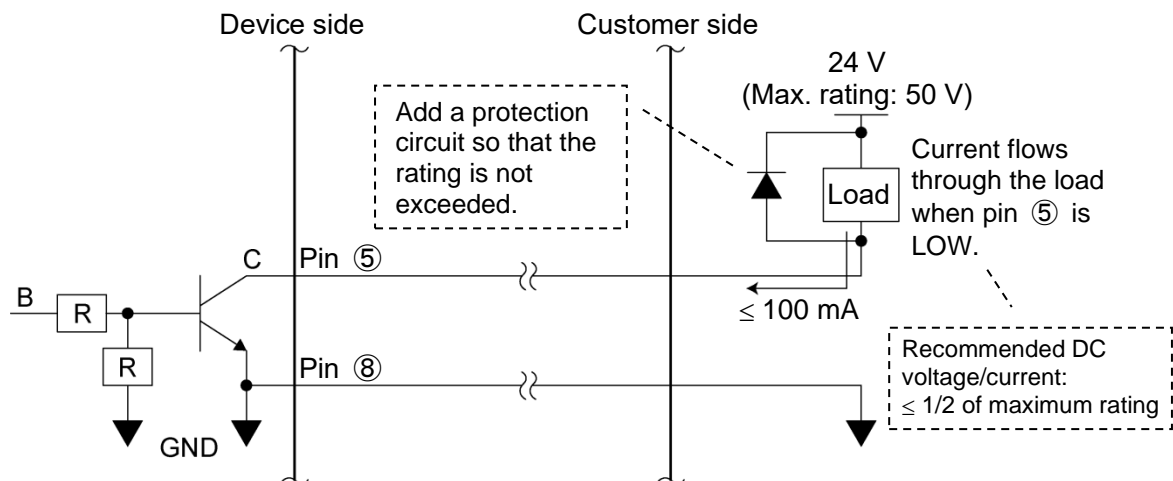 Device side
Customer side
24 V
(Max. rating: 50 V)
Add a protection
circuit so that the
rating is not
exceeded.
Load
Current flows
through the load
when pin ⑤ is
LOW.
C
Pin ⑤
≤ 100 mA
B
R
R
Pin ⑧
GND
Recommended DC
voltage/current:
≤ 1/2 of maximum rating